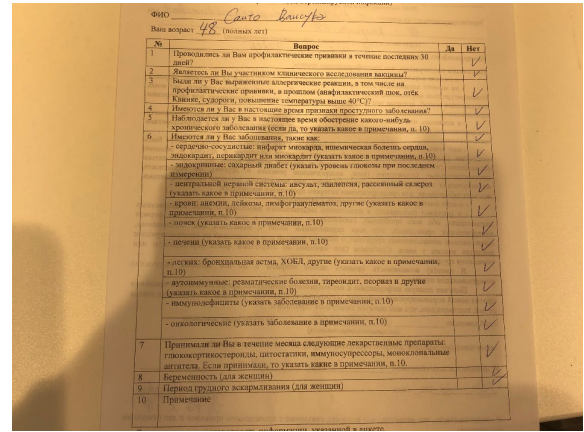 ФИО Санто
Ваш возраст 48 (полных лет)
№ Вопрос Да Нет
1 Проводились ли Вам профилактические прививки в течение последних 30
дней?
2 Являетесь ли Вы участником клинического исследования вакцины?
3 Были ли у Вас выраженные аллергические реакции, в том числе на
профилактические прививки, в прошлом (анафилактический шок, отёк
Квинке, судороги, повышение температуры выше 40°С)?
4 Имеются ли у Вас в настоящее время признаки простудного заболевания?
5 Наблюдается ли у Вас в настоящее время обострение какого-нибудь
хронического заболевания (если да, то укажите какое в примечании, п. 10)
6 Имеются ли у Вас заболевания, такие как:
- сердечно-сосудистые: инфаркт миокарда, ишемическая болезнь сердца,
эндокардит, перикардит или миокардит (указать какое в примечании, п.10)
- эндокринные: сахарный диабет (указать уровень глюкозы при последнем
измерении)
- центральной нервной системы: инсульт, эпилепсия, рассеянный склероз
(указать какое в примечании, п.10)
- крови: анемии, лейкозы, лимфогранулематоз, другие (указать какое в
примечании, п.10)
- почек (указать какое в примечании, п.10)
- печени (указать какое в примечании, п.10)
- легких: бронхиальная астма, ХОБЛ, другие (указать какое в примечании,
п.10)
- аутоиммунные: ревматические болезни, тиреоидит, псориаз и другие
(указать какое в примечании, п.10)
- иммунодефициты (указать заболевание в примечании, п.10)
- онкологические (указать заболевание в примечании, п.10)
7 Принимали ли Вы в течение месяца следующие лекарственные препараты:
глюкокортикостероиды, цитостатики, иммуносупрессоры, моноклональные
антитела. Если принимали, то указать какие в примечании, п.10.
8 Беременность (для женщин)
9 Период грудного вскармливания (для женщин)
10 Примечание
информации, указанной в анкете